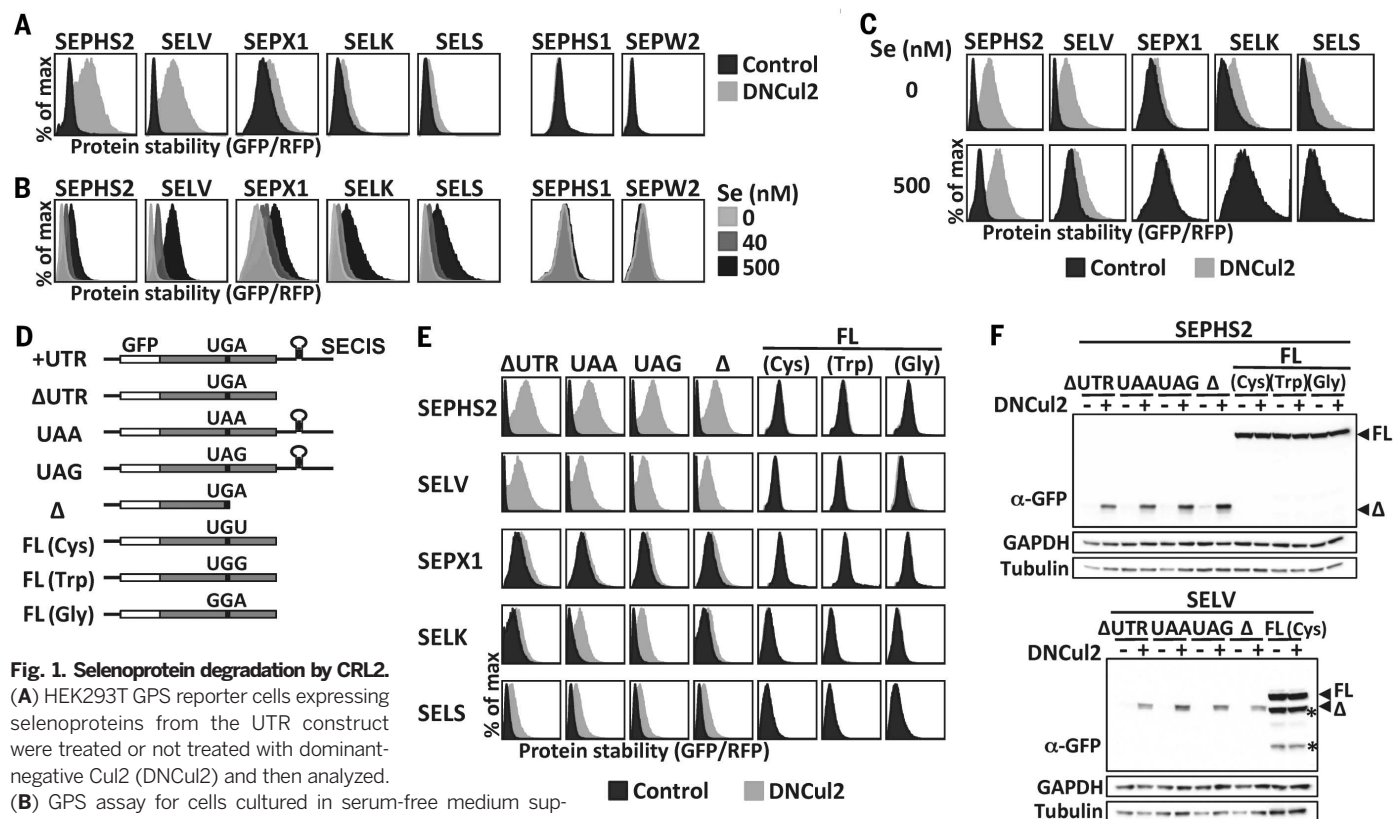 A
SEPHS2 SELV SEPX1 SELK SELS SEPHS1 SEPW2
% of max
Protein stability (GFP/RFP)
Control
DNCul2
B
SEPHS2 SELV SEPX1 SELK SELS SEPHS1 SEPW2
% of max
Protein stability (GFP/RFP)
Se (nM)
0
40
500
C
Se (nM) SEPHS2 SELV SEPX1 SELK SELS
0
500
% of max
Protein stability (GFP/RFP)
Control DNCul2
D
GFP UGA
+UTR SECIS
UGA
ΔUTR
UAA
UAA
UAG
UAG
UGA
Δ
UGU
FL (Cys)
UGG
FL (Trp)
GGA
FL (Gly)
Fig. 1. Selenoprotein degradation by CRL2.
(A) HEK293T GPS reporter cells expressing
selenoproteins from the UTR construct
were treated or not treated with dominant-
negative Cul2 (DNCul2) and then analyzed.
(B) GPS assay for cells cultured in serum-free medium sup-
E
FL
ΔUTR UAA UAG Δ (Cys) (Trp) (Gly)
SEPHS2
SELV
SEPX1
SELK
SELS
% of max
Protein stability (GFP/RFP)
Control DNCul2
F
SEPHS2
FL
ΔUTR UAA UAG Δ (Cys)(Trp)(Gly)
DNCul2 - + - + - + - + - + - + - +
FL
α-GFP
Δ
GAPDH
Tubulin
SELV
ΔUTR UAA UAG Δ FL(Cys)
DNCul2 - + - + - + - + - +
FL
Δ
*
α-GFP
*
GAPDH
Tubulin